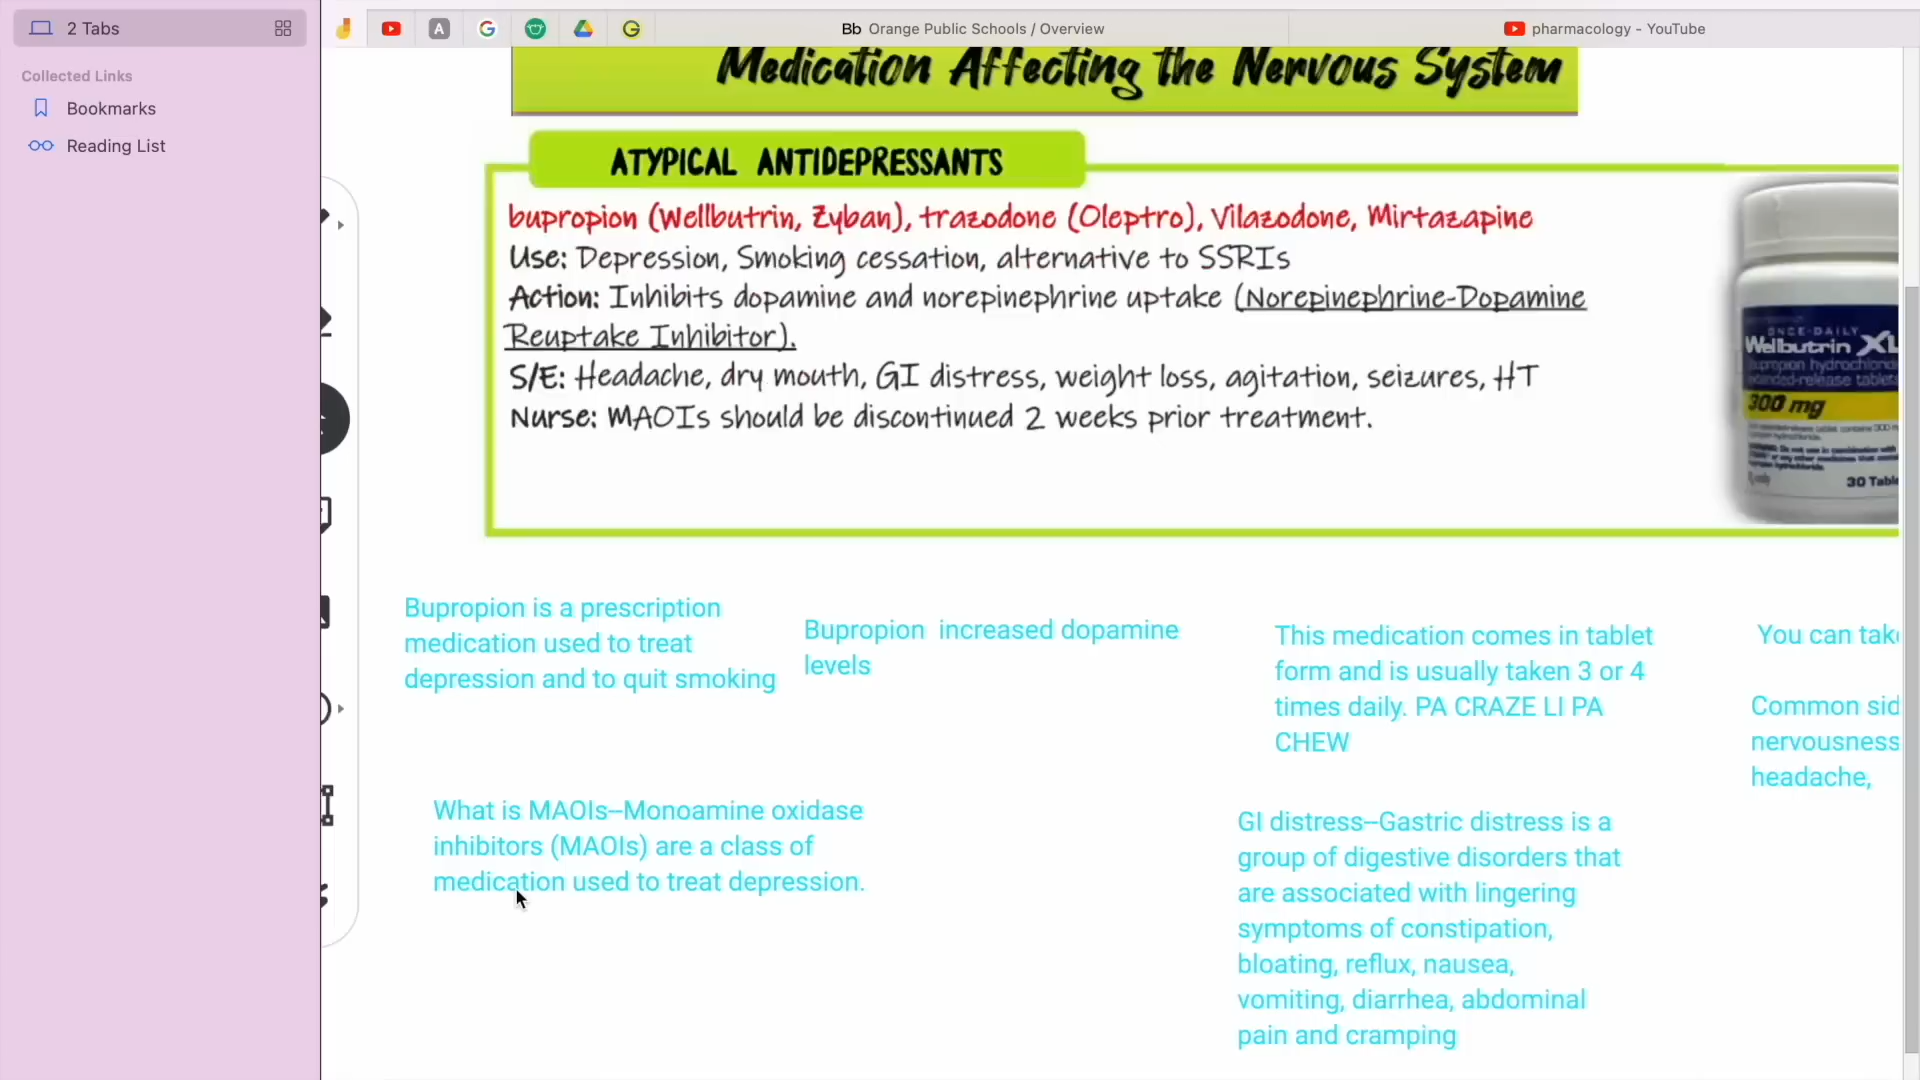 2 Tabs
Collected Links
Bookmarks
Reading List
A
G
Bb Orange Public Schools / Overview
pharmacology - YouTube
Medication Affecting the Nervous System
ATYPICAL ANTIDEPRESSANTS
bupropion (Wellbutrin, Zyban), trazodone (Oleptro), Vilazodone, Mirtazapine
Use: Depression, Smoking cessation, alternative to SSRIs
Action: Inhibits dopamine and norepinephrine uptake (Norepinephrine-Dopamine
Reuptake Inhibitor).
S/E: Headache, dry mouth, GI distress, weight loss, agitation, seizures, HT
Nurse: MAOIs should be discontinued 2 weeks prior treatment.
ONCE-DAILY
Wellbutrin XL
300 mg
30 Table
Bupropion is a prescription
medication used to treat
depression and to quit smoking
Bupropion increased dopamine
levels
This medication comes in tablet
form and is usually taken 3 or 4
times daily. PA CRAZE LI PA
CHEW
You can take
Common sid
nervousness
headache,
What is MAOIs--Monoamine oxidase
inhibitors (MAOIs) are a class of
medication used to treat depression.
GI distress--Gastric distress is a
group of digestive disorders that
are associated with lingering
symptoms of constipation,
bloating, reflux, nausea,
vomiting, diarrhea, abdominal
pain and cramping